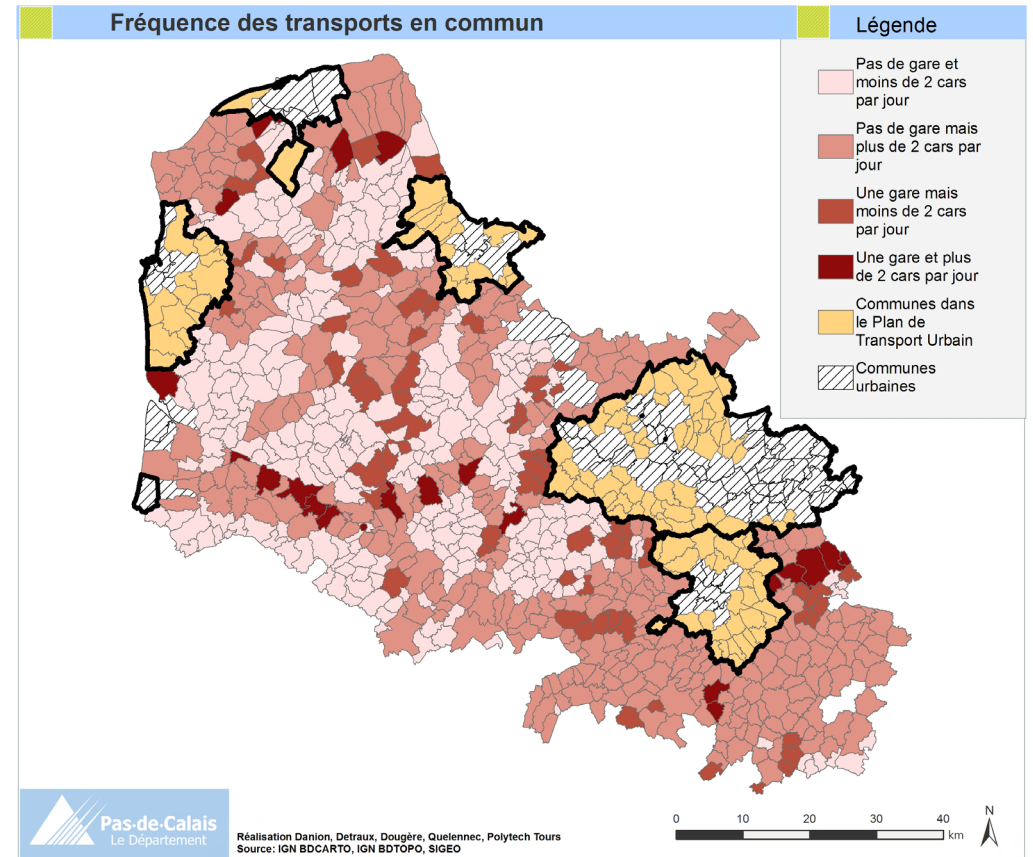 Fréquence des transports en commun
Légende
Pas de gare et
moins de 2 cars
par jour
Pas de gare mais
plus de 2 cars par
jour
Une gare mais
moins de 2 cars
par jour
Une gare et plus
de 2 cars par jour
Communes dans
le Plan de
Transport Urbain
Communes
urbaines
Pas-de-Calais
Le Département
Réalisation Danion, Detraux, Dougère, Quelennec, Polytech Tours
Source: IGN BDCARTO, IGN BDTOPO, SIGEO
0 10 20 30 40
km
N